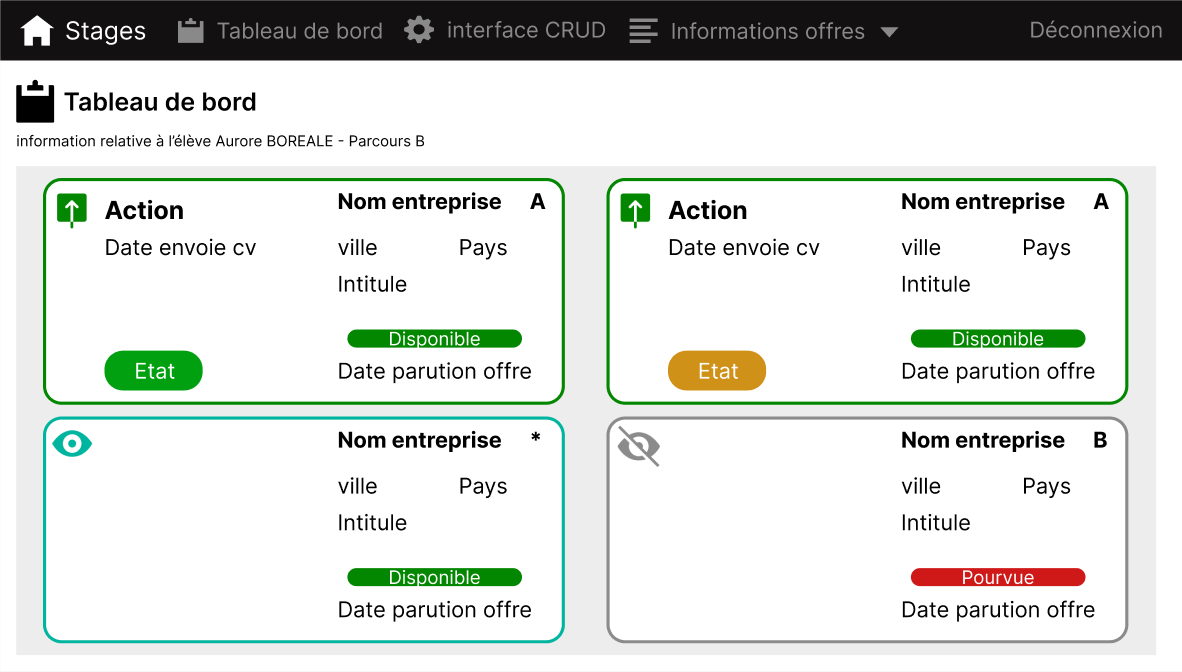 Stages Tableau de bord interface CRUD Informations offres Déconnexion
Tableau de bord
information relative à l'élève Aurore BOREALE - Parcours B
Action
Date envoie cv
Etat
Nom entreprise A
ville Pays
Intitule
Disponible
Date parution offre
Action
Date envoie cv
Etat
Nom entreprise A
ville Pays
Intitule
Disponible
Date parution offre
Nom entreprise *
ville Pays
Intitule
Disponible
Date parution offre
Nom entreprise B
ville Pays
Intitule
Pourvue
Date parution offre